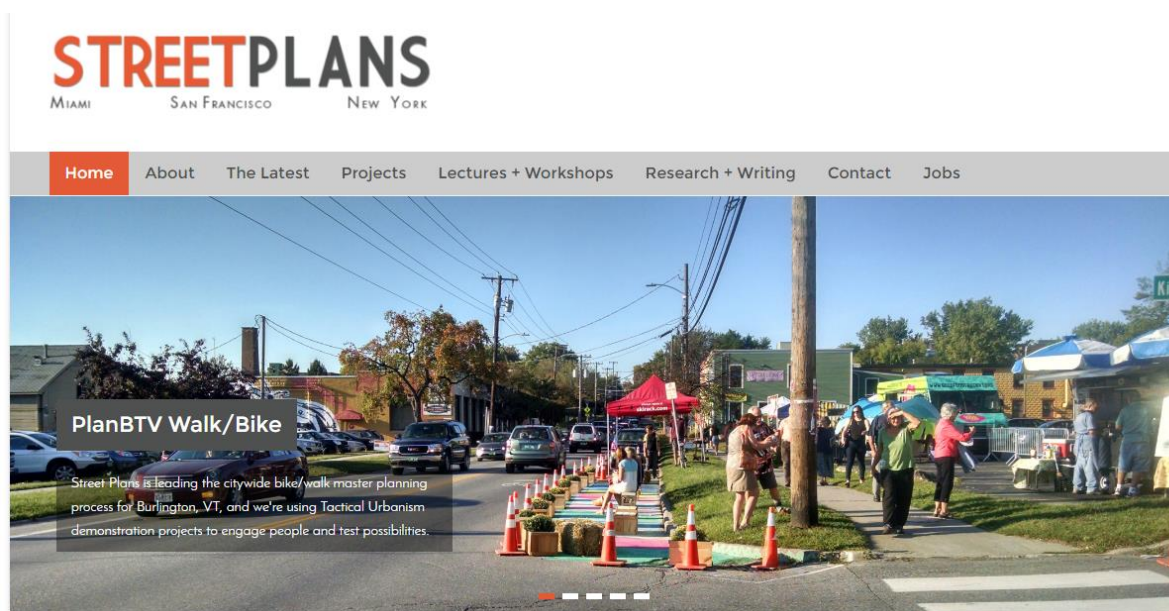 STREETPLANS
MIAMI SAN FRANCISCO NEW YORK
Home About The Latest Projects Lectures + Workshops Research + Writing Contact Jobs
PlanBTV Walk/Bike
Street Plans is leading the citywide bike/walk master planning
process for Burlington, VT, and we're using Tactical Urbanism
demonstration projects to engage people and test possibilities.
skirack.com